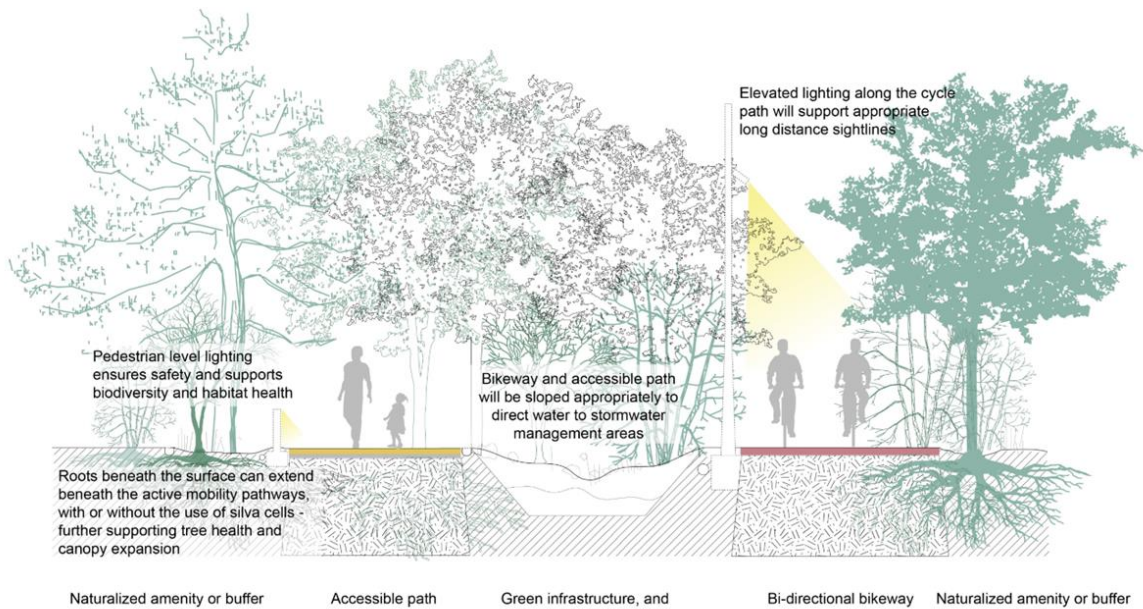 Elevated lighting along the cycle
path will support appropriate
long distance sightlines
Pedestrian level lighting
ensures safety and supports
biodiversity and habitat health
Bikeway and accessible path
will be sloped appropriately to
direct water to stormwater
management areas
Roots beneath the surface can extend
beneath the active mobility pathways,
with or without the use of silva cells -
further supporting tree health and
canopy expansion
Naturalized amenity or buffer
Accessible path
Green infrastructure, and
Bi-directional bikeway
Naturalized amenity or buffer